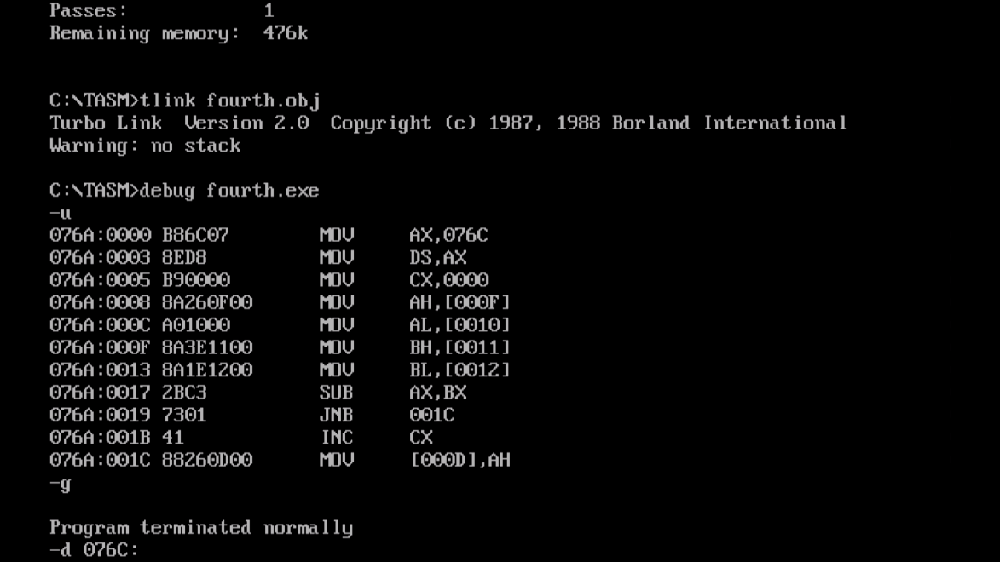 Passes:            1
Remaining memory:  476k
C:\TASM>tlink fourth.obj
Turbo Link  Version 2.0  Copyright (c) 1987, 1988 Borland International
Warning: no stack
C:\TASM>debug fourth.exe
-u
076A:0000 B86C07        MOV     AX,076C
076A:0003 8ED8          MOV     DS,AX
076A:0005 B90000        MOV     CX,0000
076A:0008 8A260F00      MOV     AH,[000F]
076A:000C A01000        MOV     AL,[0010]
076A:000F 8A3E1100      MOV     BH,[0011]
076A:0013 8A1E1200      MOV     BL,[0012]
076A:0017 2BC3          SUB     AX,BX
076A:0019 7301          JNB     001C
076A:001B 41            INC     CX
076A:001C 88260D00      MOV     [000D],AH
-g
Program terminated normally
-d 076C: